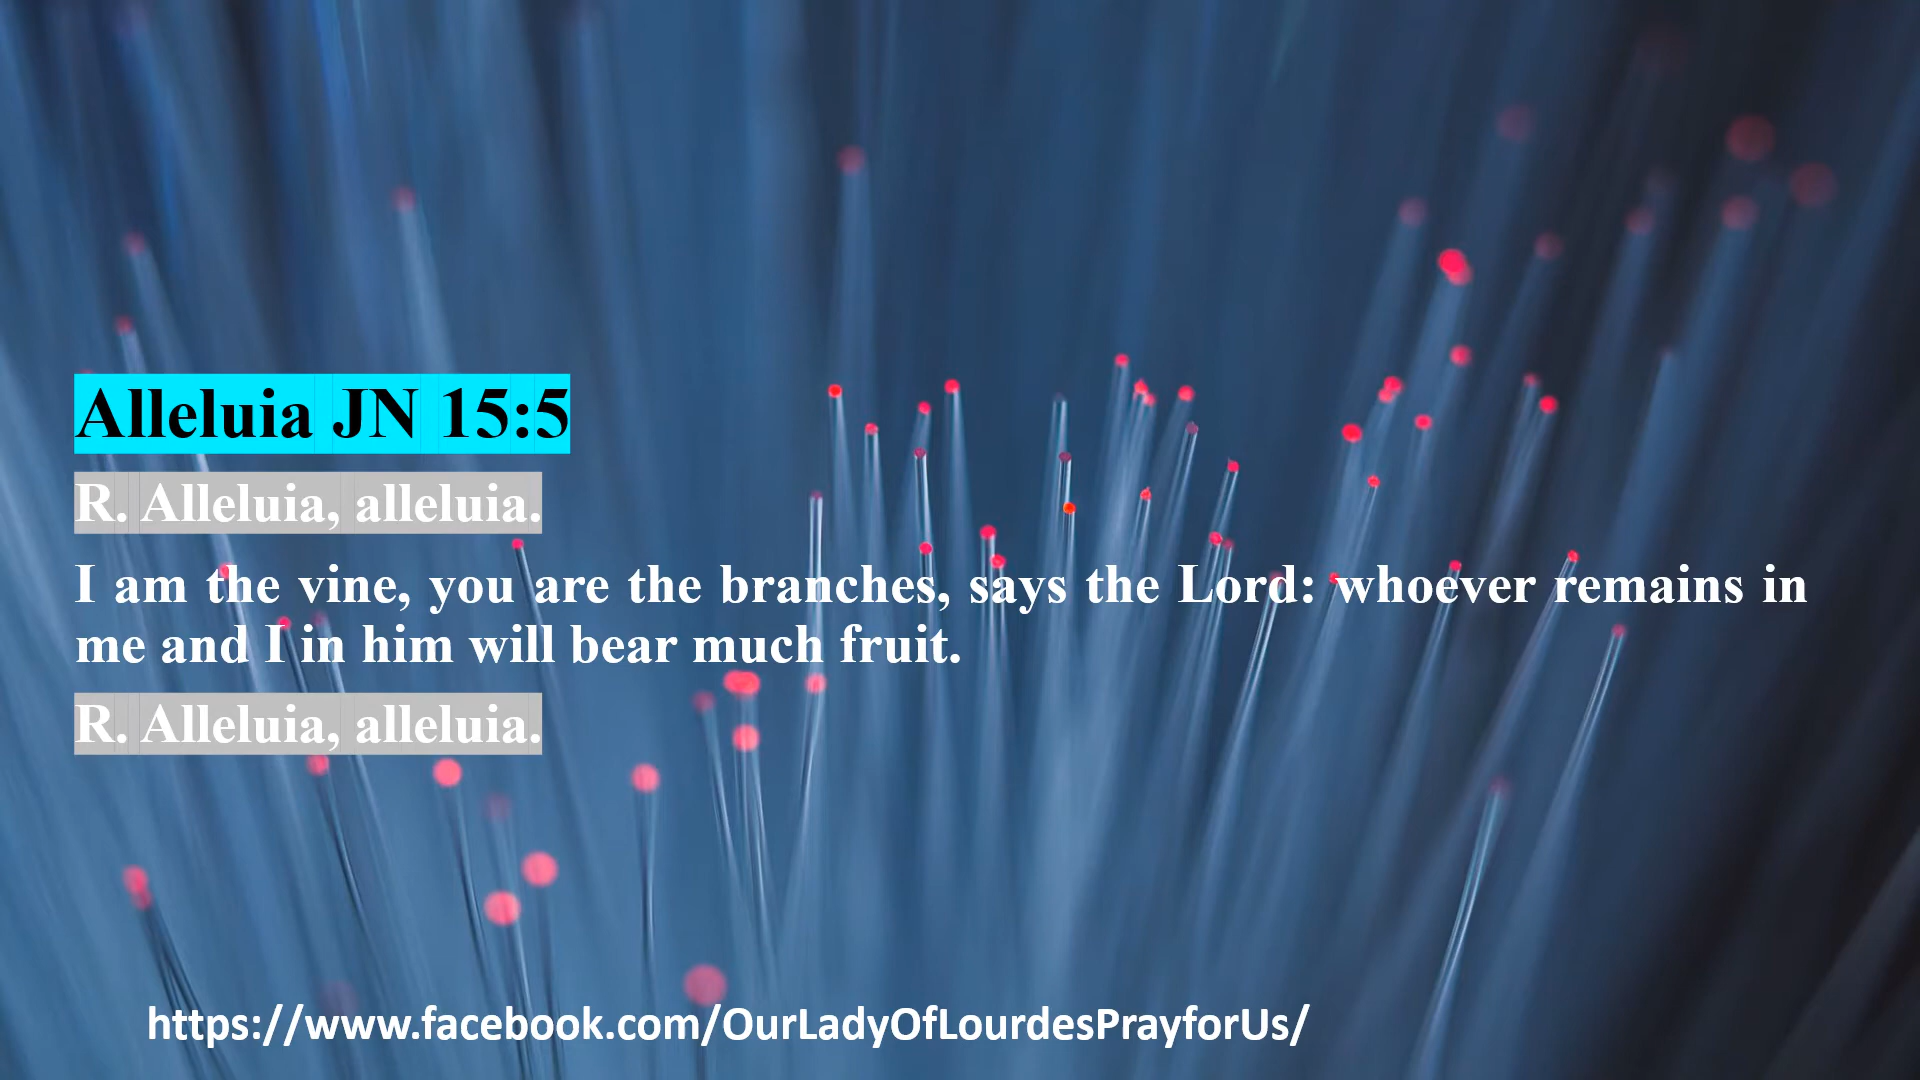 Alleluia JN 15:5
R. Alleluia, alleluia.
I am the vine, you are the branches, says the Lord: whoever remains in
me and I in him will bear much fruit.
R. Alleluia, alleluia.
https://www.facebook.com/OurLadyOfLourdesPrayforUs/